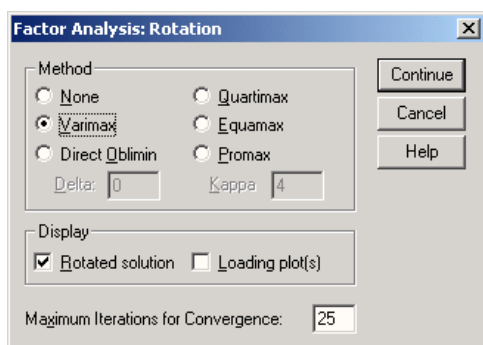 Factor Analysis: Rotation
Method
None
Quartimax
Varimax
Equamax
Direct Oblimin
Promax
Delta: 0
Kappa 4
Display
Rotated solution
Loading plot(s)
Maximum Iterations for Convergence: 25
Continue
Cancel
Help